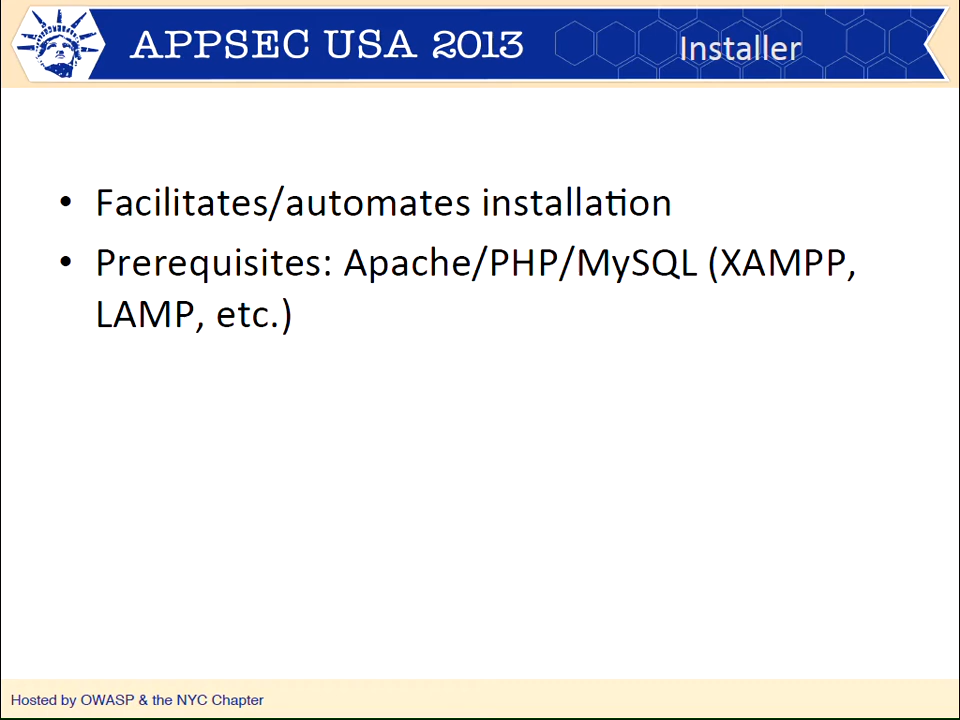 APPSEC USA 2013
Installer
• Facilitates/automates installation
• Prerequisites: Apache/PHP/MySQL (XAMPP,
LAMP, etc.)
Hosted by OWASP & the NYC Chapter